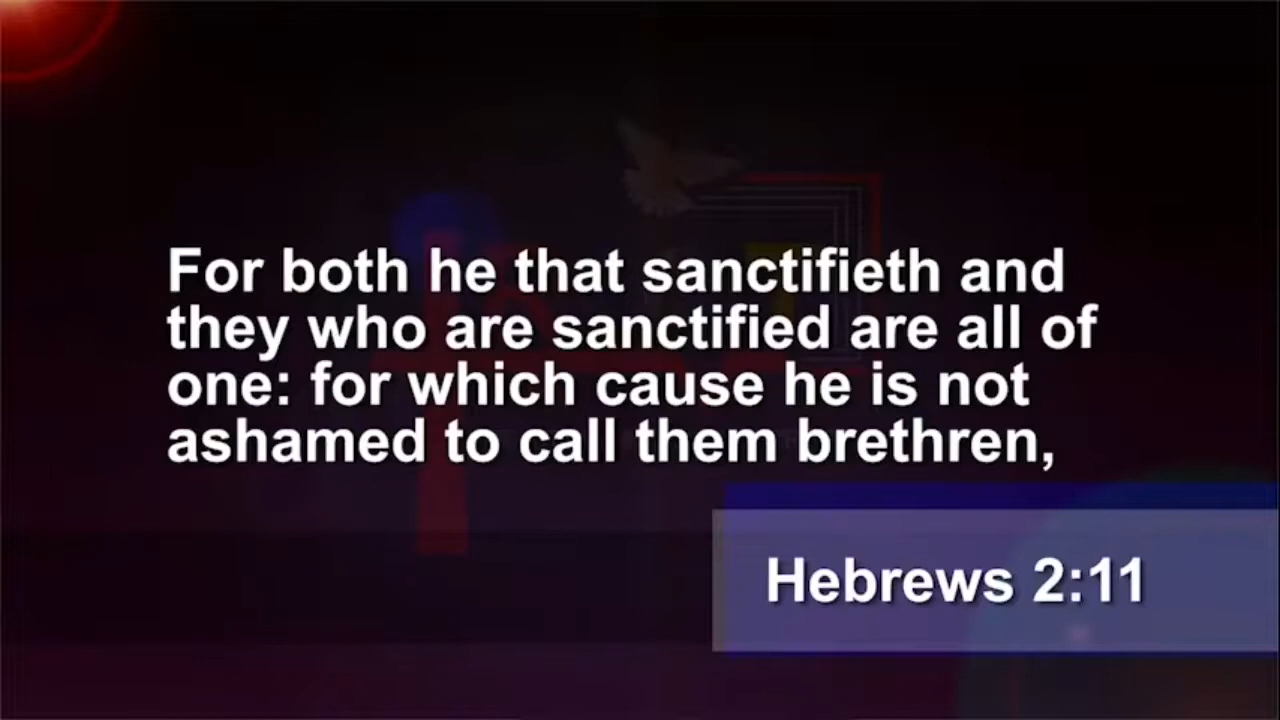 For both he that sanctifieth and
they who are sanctified are all of
one: for which cause he is not
ashamed to call them brethren,
Hebrews 2:11